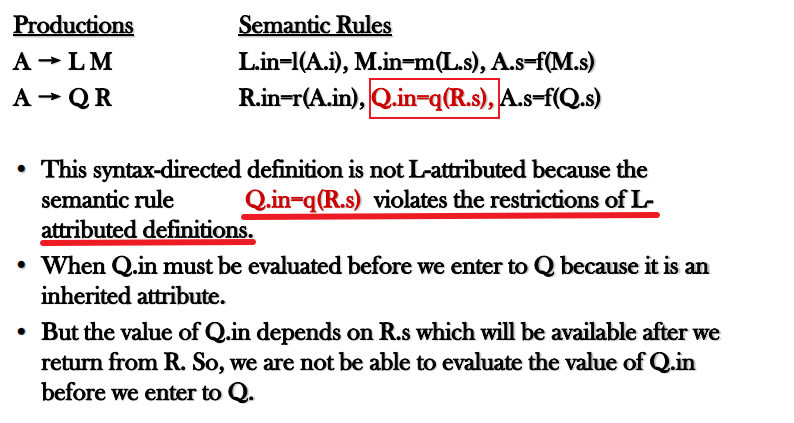 Productions Semantic Rules
A → L M L.in=l(A.i), M.in=m(L.s), A.s=f(M.s)
A → Q R R.in=r(A.in), Q.in=q(R.s), A.s=f(Q.s)
• This syntax-directed definition is not L-attributed because the
semantic rule Q.in=q(R.s) violates the restrictions of L-
attributed definitions.
• When Q.in must be evaluated before we enter to Q because it is an
inherited attribute.
• But the value of Q.in depends on R.s which will be available after we
return from R. So, we are not be able to evaluate the value of Q.in
before we enter to Q.